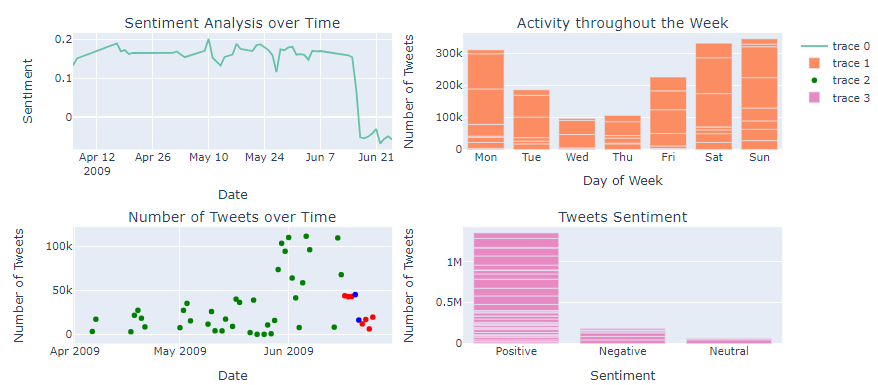 Sentiment Analysis over Time
Sentiment
0.2
0.1
0
Apr 12
2009
Apr 26
May 10
May 24
Jun 7
Jun 21
Date
Activity throughout the Week
Number of Tweets
300k
200k
100k
0
Mon
Tue
Wed
Thu
Fri
Sat
Sun
Day of Week
trace 0
trace 1
trace 2
trace 3
Number of Tweets over Time
Number of Tweets
100k
50k
0
Apr 2009
May 2009
Jun 2009
Date
Tweets Sentiment
Number of Tweets
1M
0.5M
0
Positive
Negative
Neutral
Sentiment